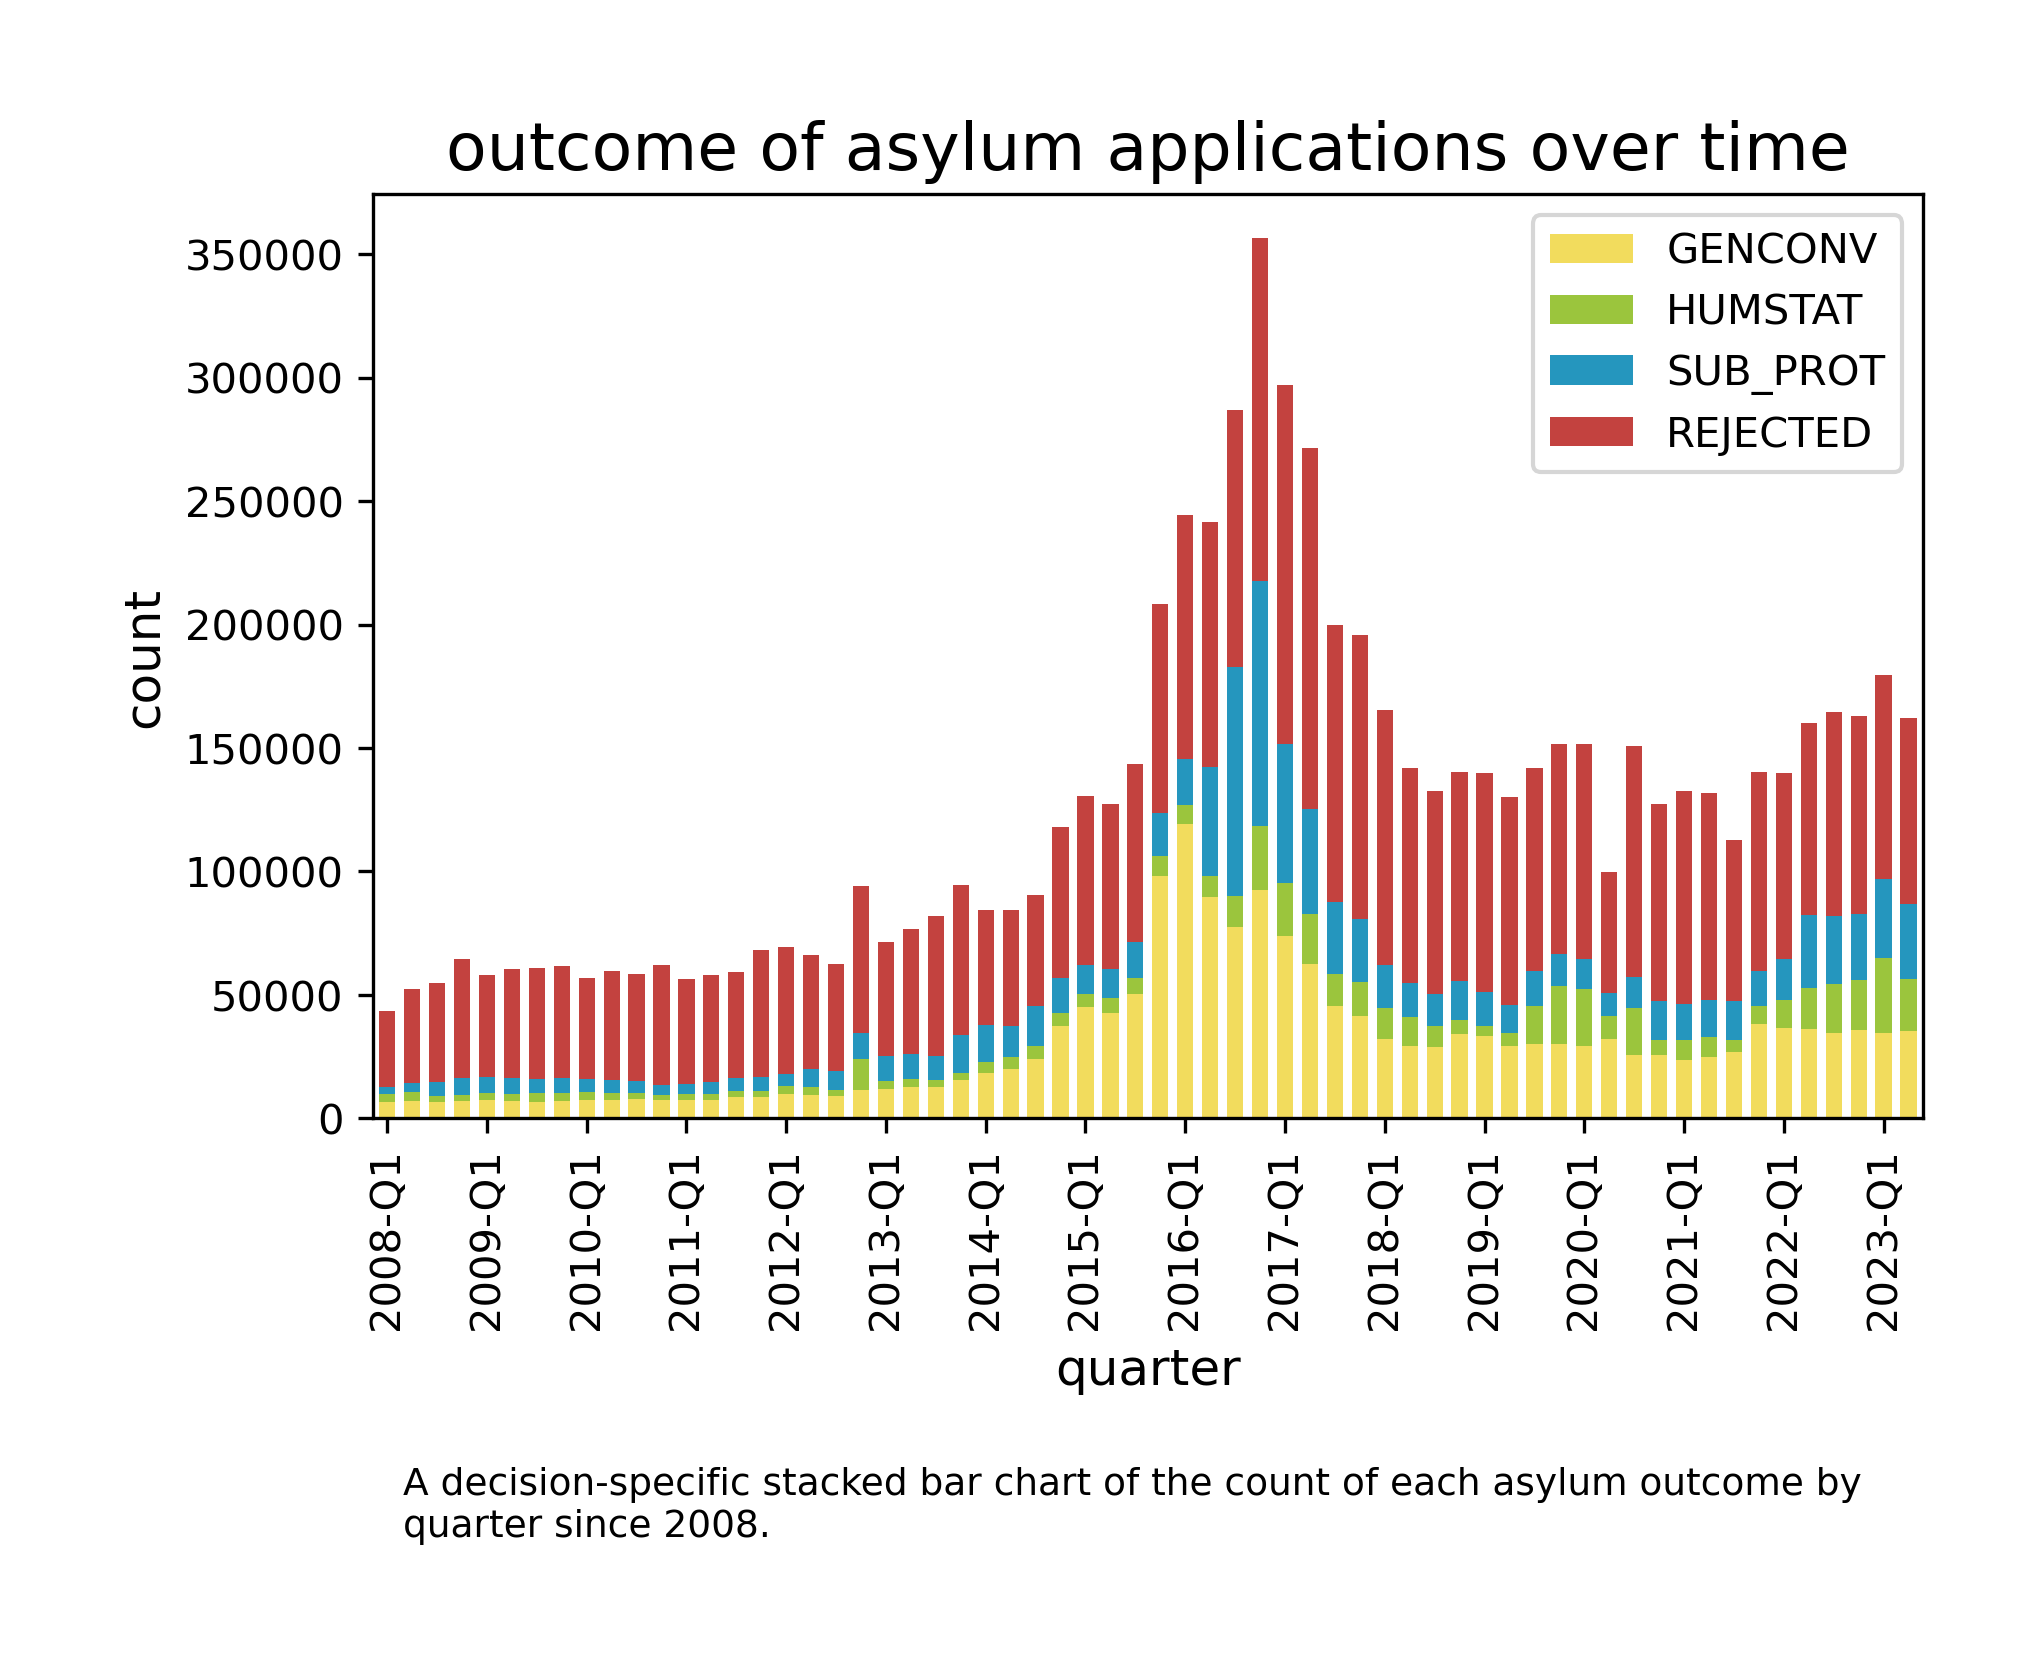 outcome of asylum applications over time
350000
300000
250000
200000
150000
100000
50000
0
count
GENCONV
HUMSTAT
SUB_PROT
REJECTED
2008-Q1
2009-Q1
2010-Q1
2011-Q1
2012-Q1
2013-Q1
2014-Q1
2015-Q1
2016-Q1
2017-Q1
2018-Q1
2019-Q1
2020-Q1
2021-Q1
2022-Q1
2023-Q1
quarter
A decision-specific stacked bar chart of the count of each asylum outcome by
quarter since 2008.